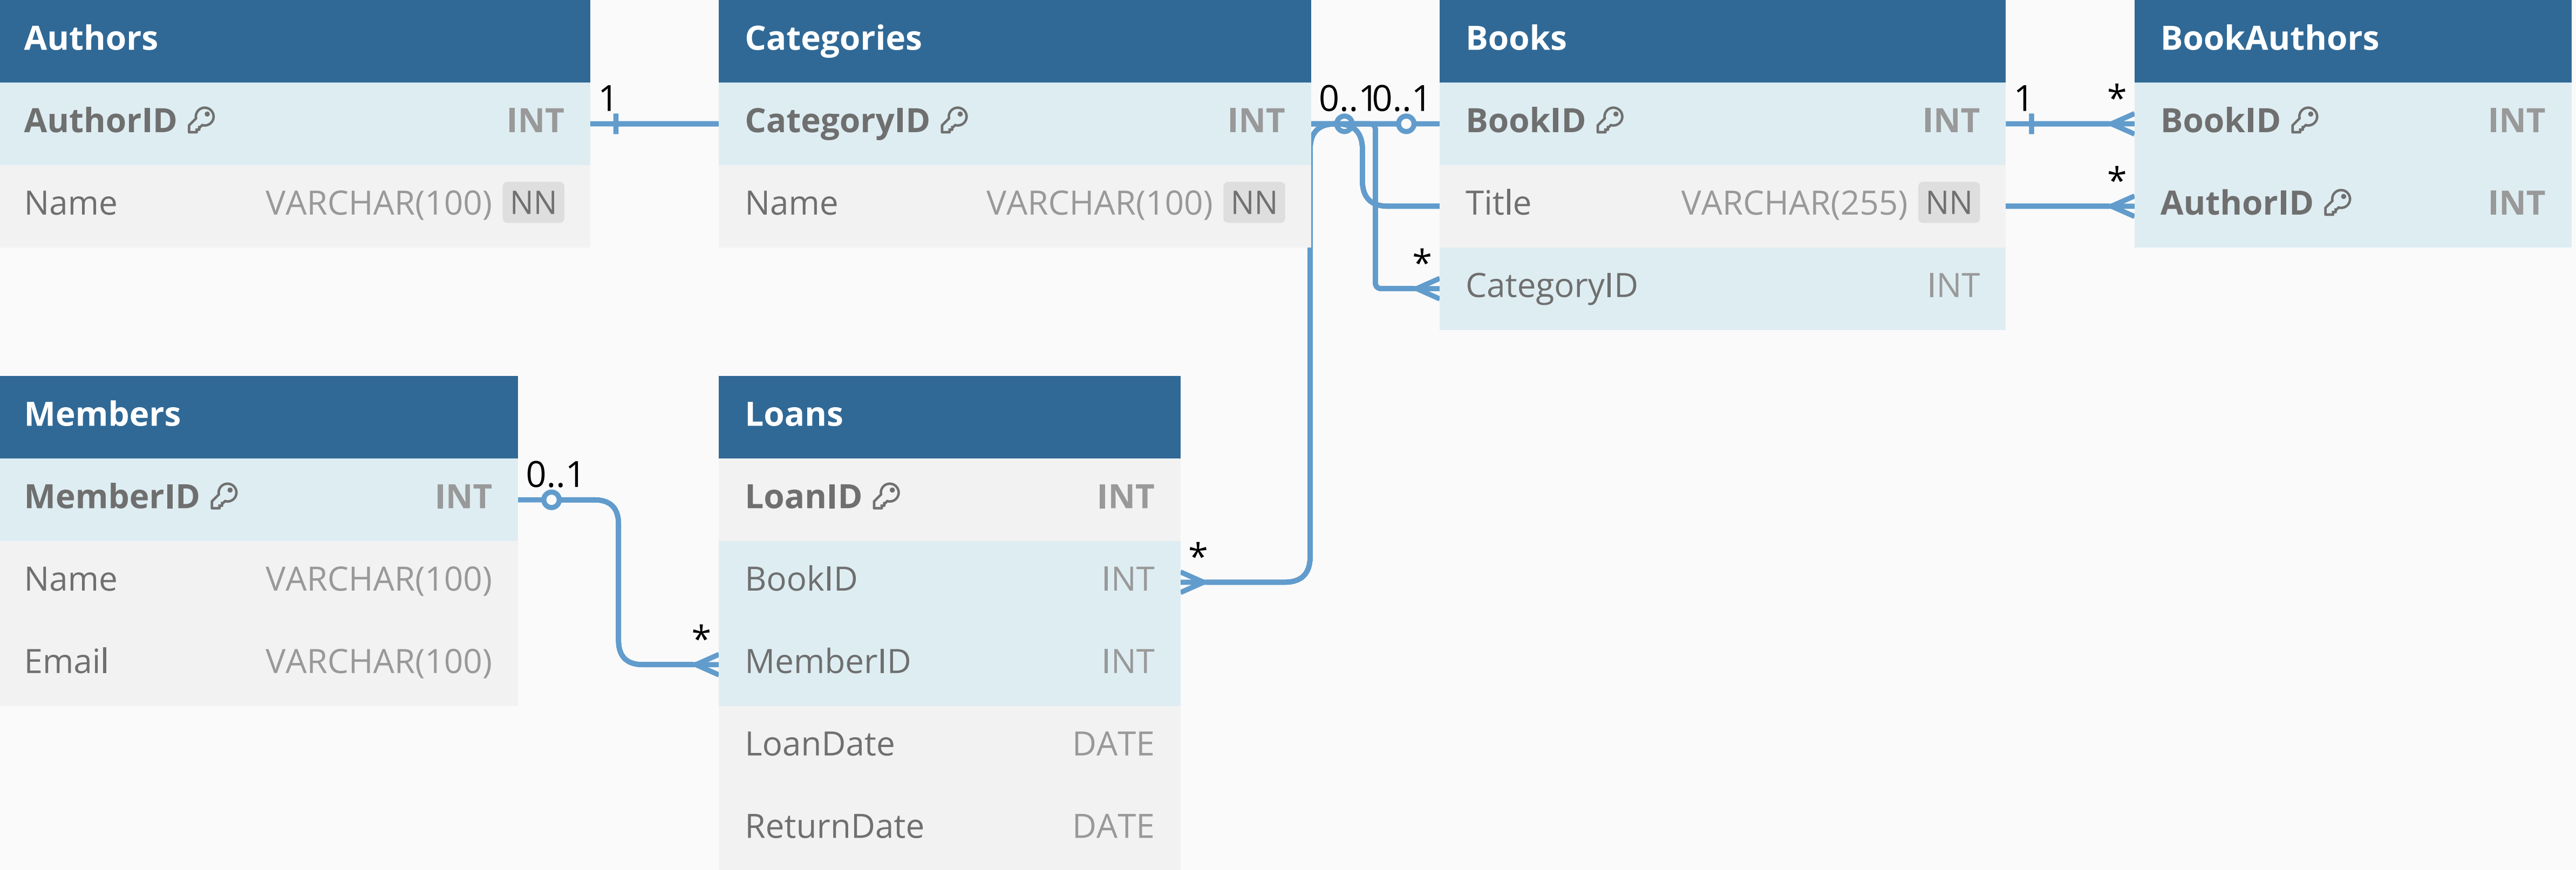 Authors
AuthorID INT
Name VARCHAR(100) NN
1
Categories
CategoryID INT
Name VARCHAR(100) NN
0..1
0..1
*
Books
BookID INT
Title VARCHAR(255) NN
CategoryID INT
1
*
*
BookAuthors
BookID INT
AuthorID INT
Members
MemberID INT
Name VARCHAR(100)
Email VARCHAR(100)
0..1
*
Loans
LoanID INT
BookID INT
MemberID INT
LoanDate DATE
ReturnDate DATE
*